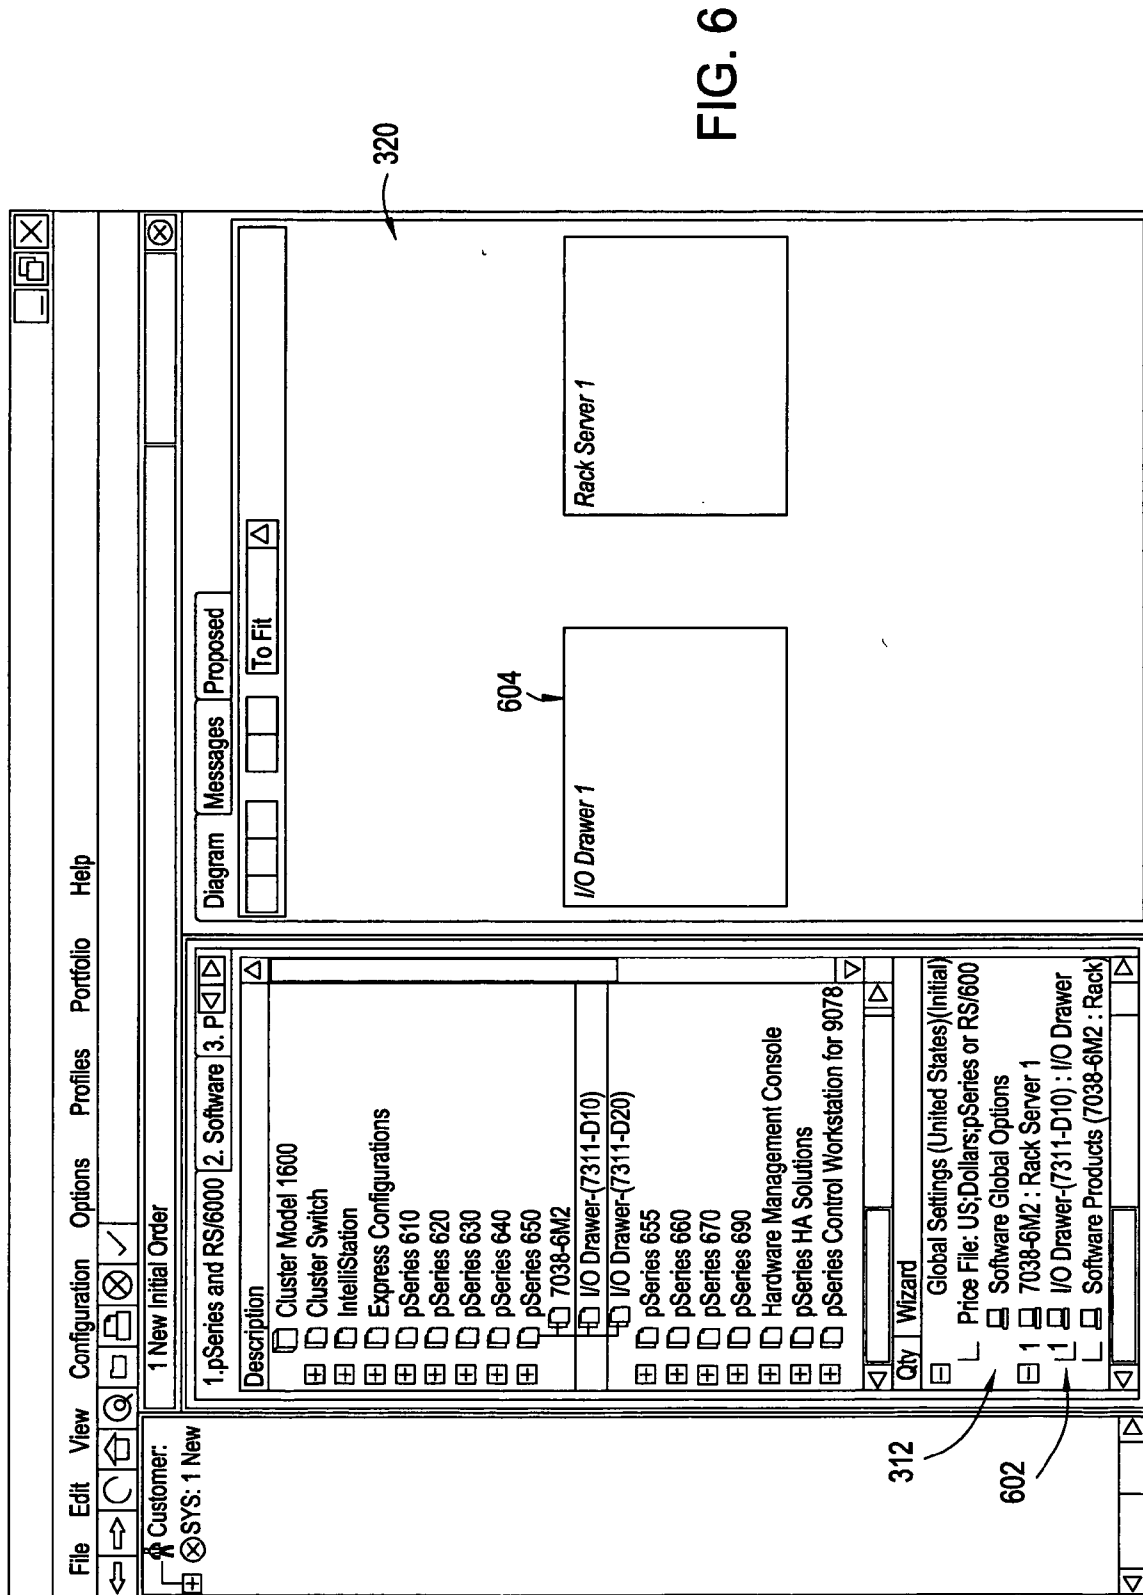 File Edit View Configuration Options Profiles Portfolio Help
Customer:
SYS: 1 New
1 New Initial Order
1.pSeries and RS/6000 2. Software 3. P
Description
Cluster Model 1600
Cluster Switch
IntelliStation
Express Configurations
pSeries 610
pSeries 620
pSeries 630
pSeries 640
pSeries 650
7038-6M2
I/O Drawer-(7311-D10)
I/O Drawer-(7311-D20)
pSeries 655
pSeries 660
pSeries 670
pSeries 690
Hardware Management Console
pSeries HA Solutions
pSeries Control Workstation for 9078
Qty Wizard
Global Settings (United States)(Initial)
Price File: US;Dollars;pSeries or RS/600
Software Global Options
1 7038-6M2 : Rack Server 1
1 I/O Drawer-(7311-D10) : I/O Drawer
Software Products (7038-6M2 : Rack)
312
602
Diagram Messages Proposed
To Fit
I/O Drawer 1
604
Rack Server 1
320
FIG. 6